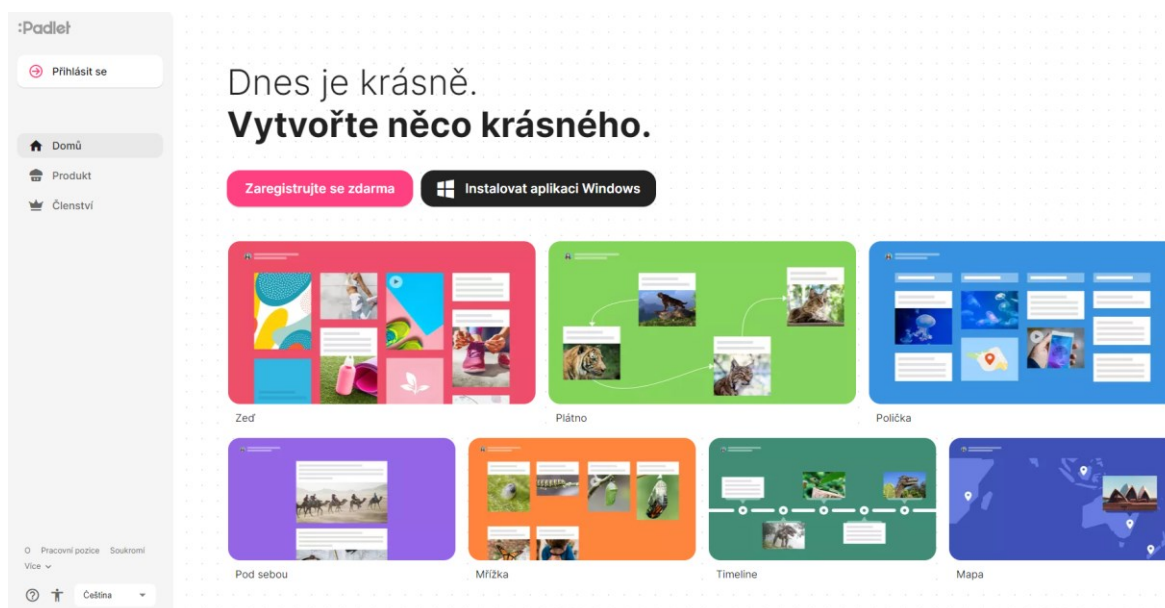 :Padlet
Přihlásit se
Domů
Produkt
Členství
O Pracovní pozice Soukromí
Více
Čeština
Dnes je krásně.
Vytvořte něco krásného.
Zaregistrujte se zdarma
Instalovat aplikaci Windows
Zeď
Plátno
Polička
Pod sebou
Mřížka
Timeline
Mapa